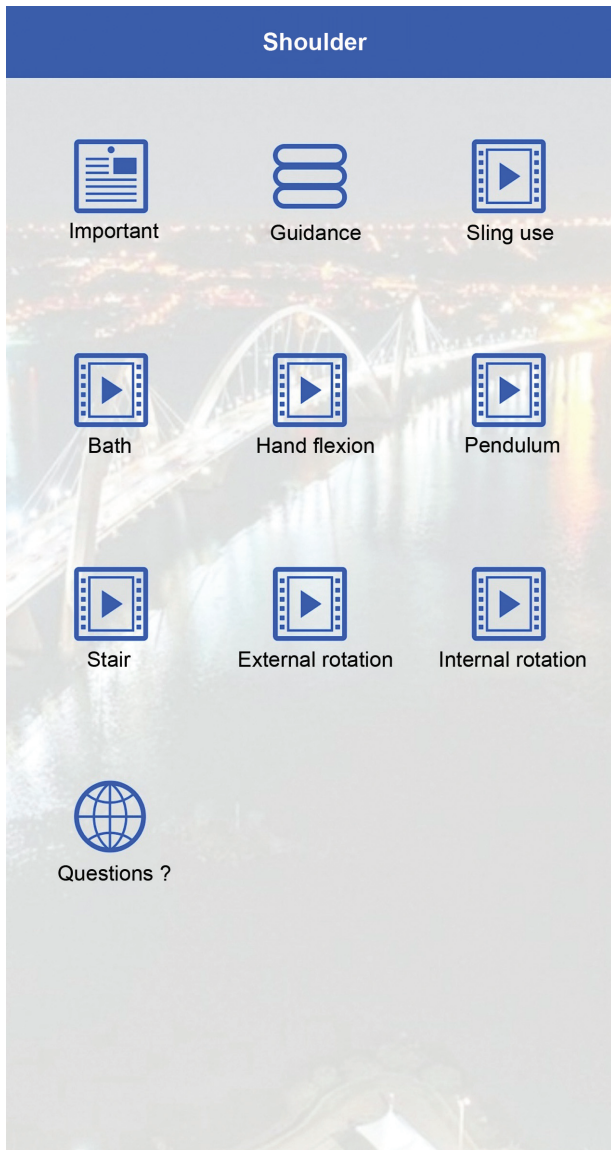 Shoulder
Important
Guidance
Sling use
Bath
Hand flexion
Pendulum
Stair
External rotation
Internal rotation
Questions ?